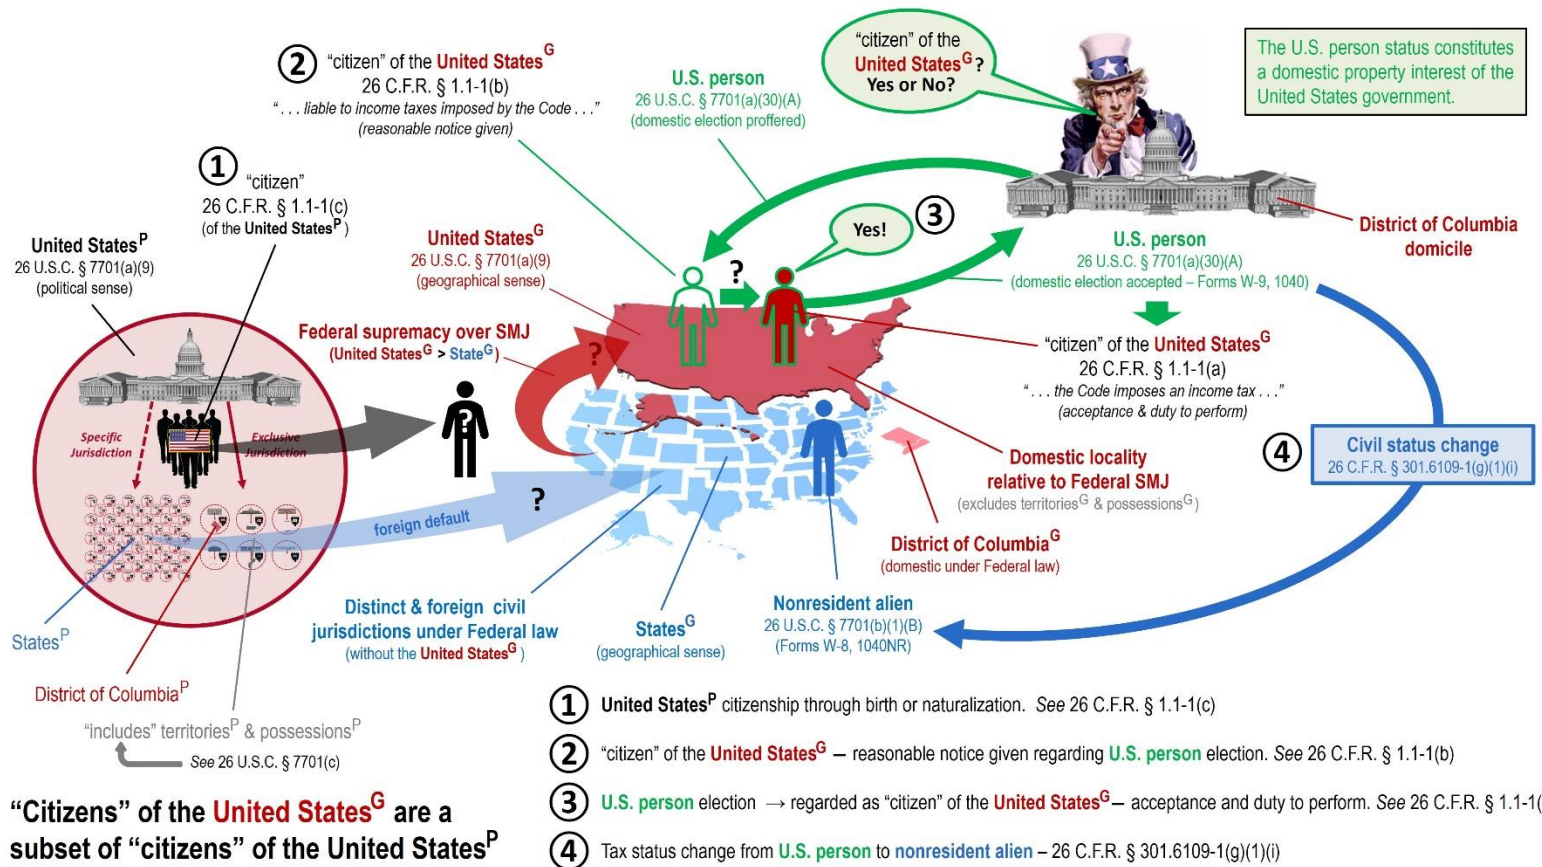 ② "citizen" of the United Statesᴳ
26 C.F.R. § 1.1-1(b)
". . . liable to income taxes imposed by the Code . . ."
(reasonable notice given)
U.S. person
26 U.S.C. § 7701(a)(30)(A)
(domestic election proffered)
"citizen" of the
United Statesᴳ?
Yes or No?
The U.S. person status constitutes
a domestic property interest of the
United States government.
① "citizen"
26 C.F.R. § 1.1-1(c)
(of the United Statesᴾ)
United Statesᴾ
26 U.S.C. § 7701(a)(9)
(political sense)
United Statesᴳ
26 U.S.C. § 7701(a)(9)
(geographical sense)
Yes!
③
?
District of Columbia
domicile
U.S. person
26 U.S.C. § 7701(a)(30)(A)
(domestic election accepted – Forms W-9, 1040)
Federal supremacy over SMJ
(United Statesᴳ > Stateᴳ)
?
?
"citizen" of the United Statesᴳ
26 C.F.R. § 1.1-1(a)
". . . the Code imposes an income tax . . ."
(acceptance & duty to perform)
Specific
Jurisdiction
Exclusive
Jurisdiction
④
Civil status change
26 C.F.R. § 301.6109-1(g)(1)(i)
Domestic locality
relative to Federal SMJ
(excludes territoriesᴳ & possessionsᴳ)
foreign default
?
District of Columbiaᴳ
(domestic under Federal law)
Distinct & foreign civil
jurisdictions under Federal law
(without the United Statesᴳ)
Statesᴳ
(geographical sense)
Nonresident alien
26 U.S.C. § 7701(b)(1)(B)
(Forms W-8, 1040NR)
Statesᴾ
District of Columbiaᴾ
"includes" territoriesᴾ & possessionsᴾ
See 26 U.S.C. § 7701(c)
"Citizens" of the United Statesᴳ are a
subset of "citizens" of the United Statesᴾ
① United Statesᴾ citizenship through birth or naturalization. See 26 C.F.R. § 1.1-1(c)
② "citizen" of the United Statesᴳ – reasonable notice given regarding U.S. person election. See 26 C.F.R. § 1.1-1(b)
③ U.S. person election → regarded as "citizen" of the United Statesᴳ – acceptance and duty to perform. See 26 C.F.R. § 1.1-1(
④ Tax status change from U.S. person to nonresident alien – 26 C.F.R. § 301.6109-1(g)(1)(i)